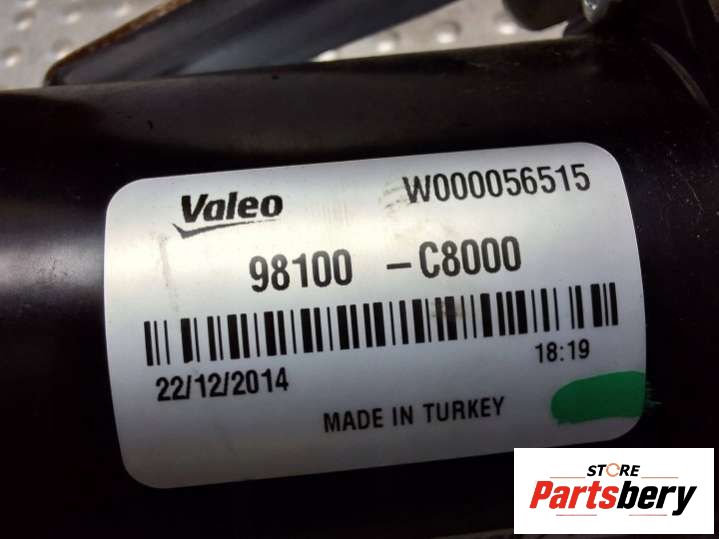 Valeo W000056515
98100 -C8000
22/12/2014 18:19
MADE IN TURKEY
STORE
Partsbery